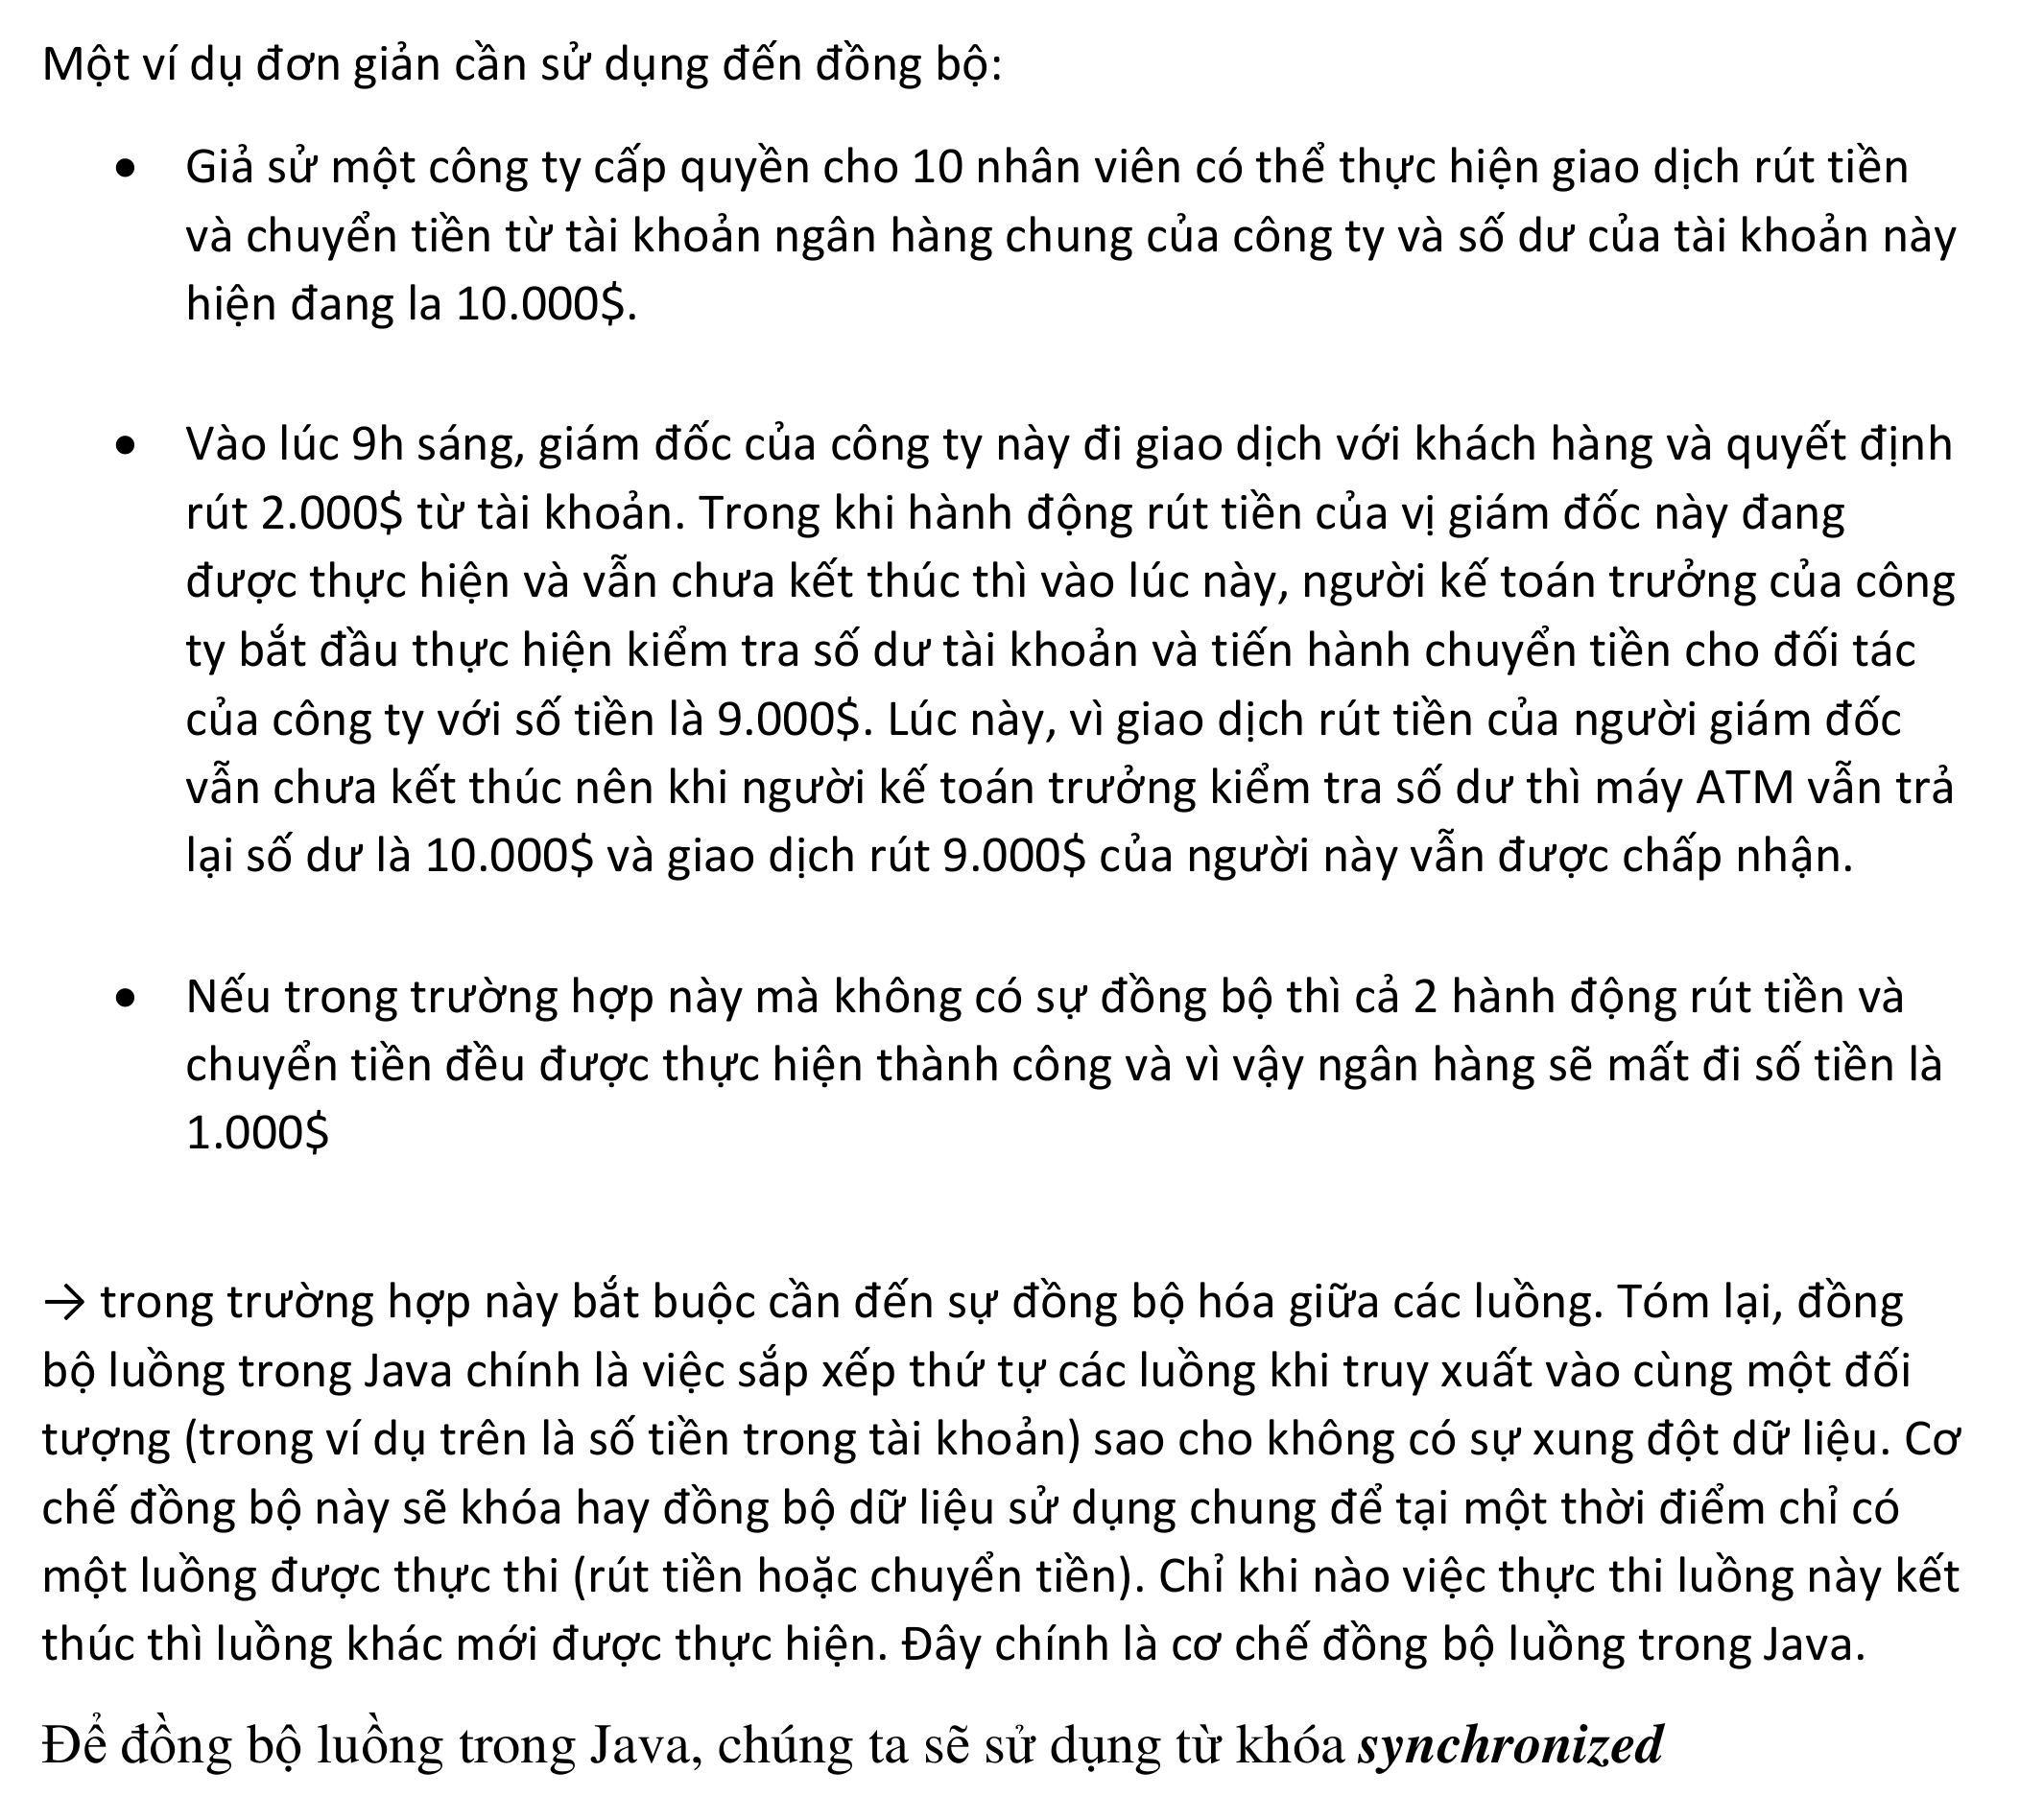 Một ví dụ đơn giản cần sử dụng đến đồng bộ:
• Giả sử một công ty cấp quyền cho 10 nhân viên có thể thực hiện giao dịch rút tiền
và chuyển tiền từ tài khoản ngân hàng chung của công ty và số dư của tài khoản này
hiện đang la 10.000$.
• Vào lúc 9h sáng, giám đốc của công ty này đi giao dịch với khách hàng và quyết định
rút 2.000$ từ tài khoản. Trong khi hành động rút tiền của vị giám đốc này đang
được thực hiện và vẫn chưa kết thúc thì vào lúc này, người kế toán trưởng của công
ty bắt đầu thực hiện kiểm tra số dư tài khoản và tiến hành chuyển tiền cho đối tác
của công ty với số tiền là 9.000$. Lúc này, vì giao dịch rút tiền của người giám đốc
vẫn chưa kết thúc nên khi người kế toán trưởng kiểm tra số dư thì máy ATM vẫn trả
lại số dư là 10.000$ và giao dịch rút 9.000$ của người này vẫn được chấp nhận.
• Nếu trong trường hợp này mà không có sự đồng bộ thì cả 2 hành động rút tiền và
chuyển tiền đều được thực hiện thành công và vì vậy ngân hàng sẽ mất đi số tiền là
1.000$
→ trong trường hợp này bắt buộc cần đến sự đồng bộ hóa giữa các luồng. Tóm lại, đồng
bộ luồng trong Java chính là việc sắp xếp thứ tự các luồng khi truy xuất vào cùng một đối
tượng (trong ví dụ trên là số tiền trong tài khoản) sao cho không có sự xung đột dữ liệu. Cơ
chế đồng bộ này sẽ khóa hay đồng bộ dữ liệu sử dụng chung để tại một thời điểm chỉ có
một luồng được thực thi (rút tiền hoặc chuyển tiền). Chỉ khi nào việc thực thi luồng này kết
thúc thì luồng khác mới được thực hiện. Đây chính là cơ chế đồng bộ luồng trong Java.
Để đồng bộ luồng trong Java, chúng ta sẽ sử dụng từ khóa synchronized